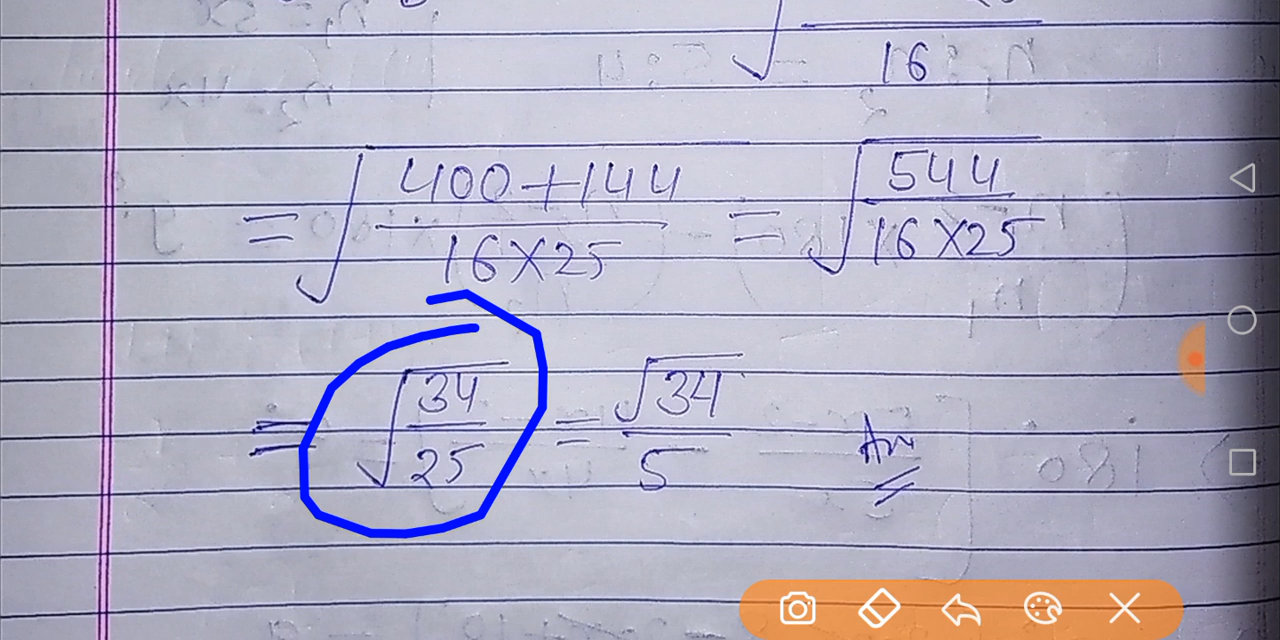 16
= √(400+144 / 16×25) = √(544 / 16×25)
= √(34 / 25) = √34 / 5 Ans